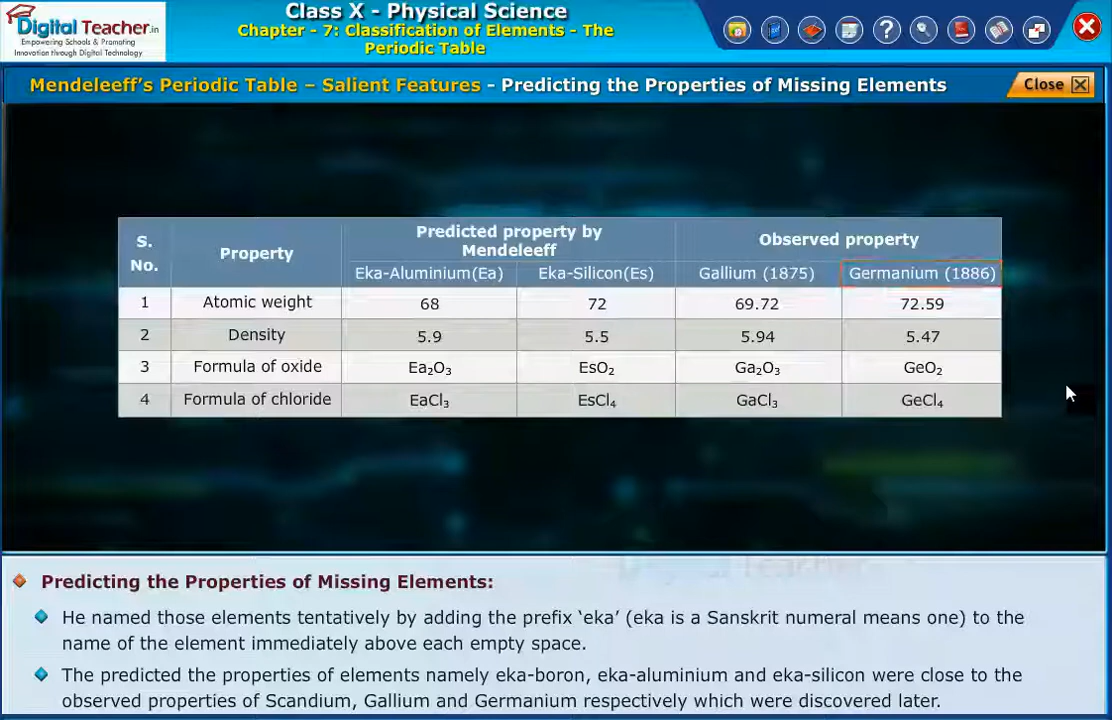 Digital Teacher.in
Empowering Schools & Promoting
Innovation through Digital Technology
Class X - Physical Science
Chapter - 7: Classification of Elements - The
Periodic Table
Mendeleeff's Periodic Table – Salient Features - Predicting the Properties of Missing Elements
Close
S. No. Property Predicted property by Mendeleeff Observed property
Eka-Aluminium(Ea) Eka-Silicon(Es) Gallium (1875) Germanium (1886)
1 Atomic weight 68 72 69.72 72.59
2 Density 5.9 5.5 5.94 5.47
3 Formula of oxide Ea₂O₃ EsO₂ Ga₂O₃ GeO₂
4 Formula of chloride EaCl₃ EsCl₄ GaCl₃ GeCl₄
Predicting the Properties of Missing Elements:
He named those elements tentatively by adding the prefix ‘eka’ (eka is a Sanskrit numeral means one) to the
name of the element immediately above each empty space.
The predicted the properties of elements namely eka-boron, eka-aluminium and eka-silicon were close to the
observed properties of Scandium, Gallium and Germanium respectively which were discovered later.